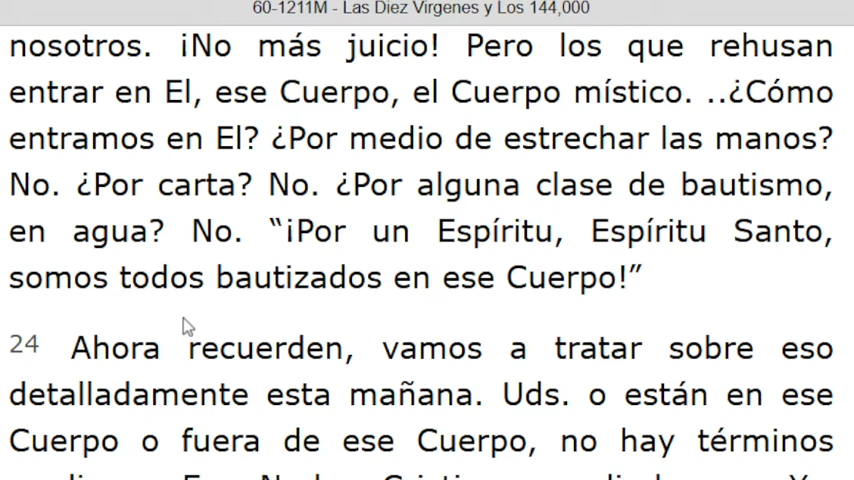 60-1211M - Las Diez Virgenes y Los 144,000
nosotros. ¡No más juicio! Pero los que rehusan
entrar en El, ese Cuerpo, el Cuerpo místico. ..¿Cómo
entramos en El? ¿Por medio de estrechar las manos?
No. ¿Por carta? No. ¿Por alguna clase de bautismo,
en agua? No. “¡Por un Espíritu, Espíritu Santo,
somos todos bautizados en ese Cuerpo!”
24 Ahora recuerden, vamos a tratar sobre eso
detalladamente esta mañana. Uds. o están en ese
Cuerpo o fuera de ese Cuerpo, no hay términos